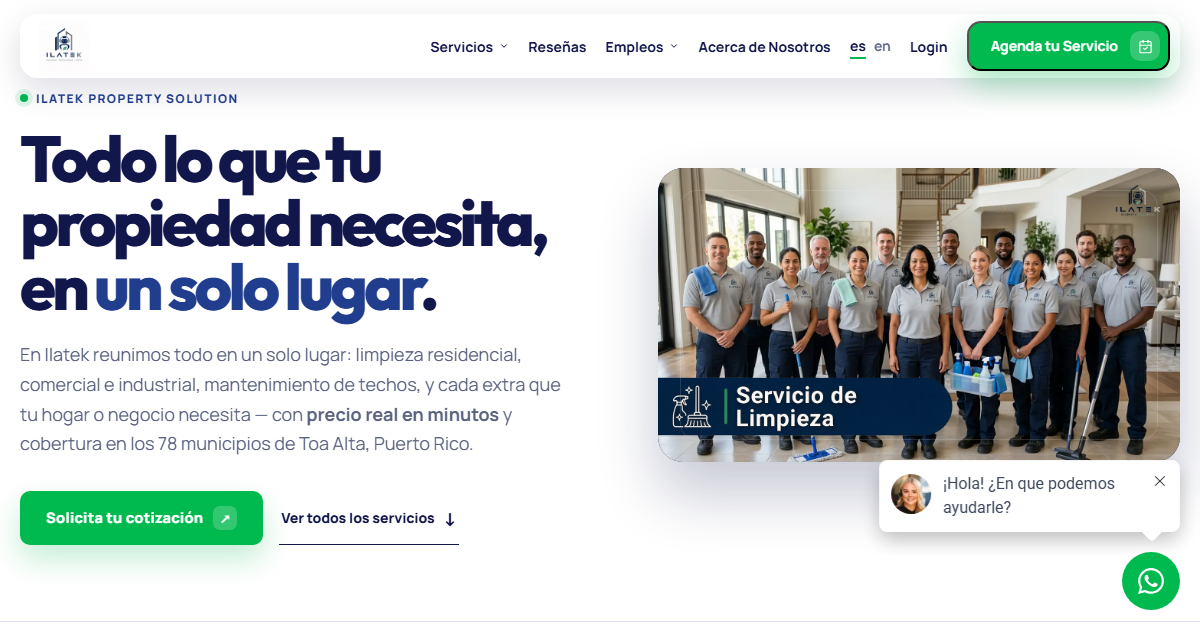 ILATEK
Servicios
Reseñas
Empleos
Acerca de Nosotros
es
en
Login
Agenda tu Servicio
ILATEK PROPERTY SOLUTION
Todo lo que tu
propiedad necesita,
en un solo lugar.
En Ilatek reunimos todo en un solo lugar: limpieza residencial,
comercial e industrial, mantenimiento de techos, y cada extra que
tu hogar o negocio necesita — con precio real en minutos y
cobertura en los 78 municipios de Toa Alta, Puerto Rico.
Solicita tu cotización ↗
Ver todos los servicios ↓
ILATEK
Servicio de
Limpieza
¡Hola! ¿En que podemos
ayudarle?